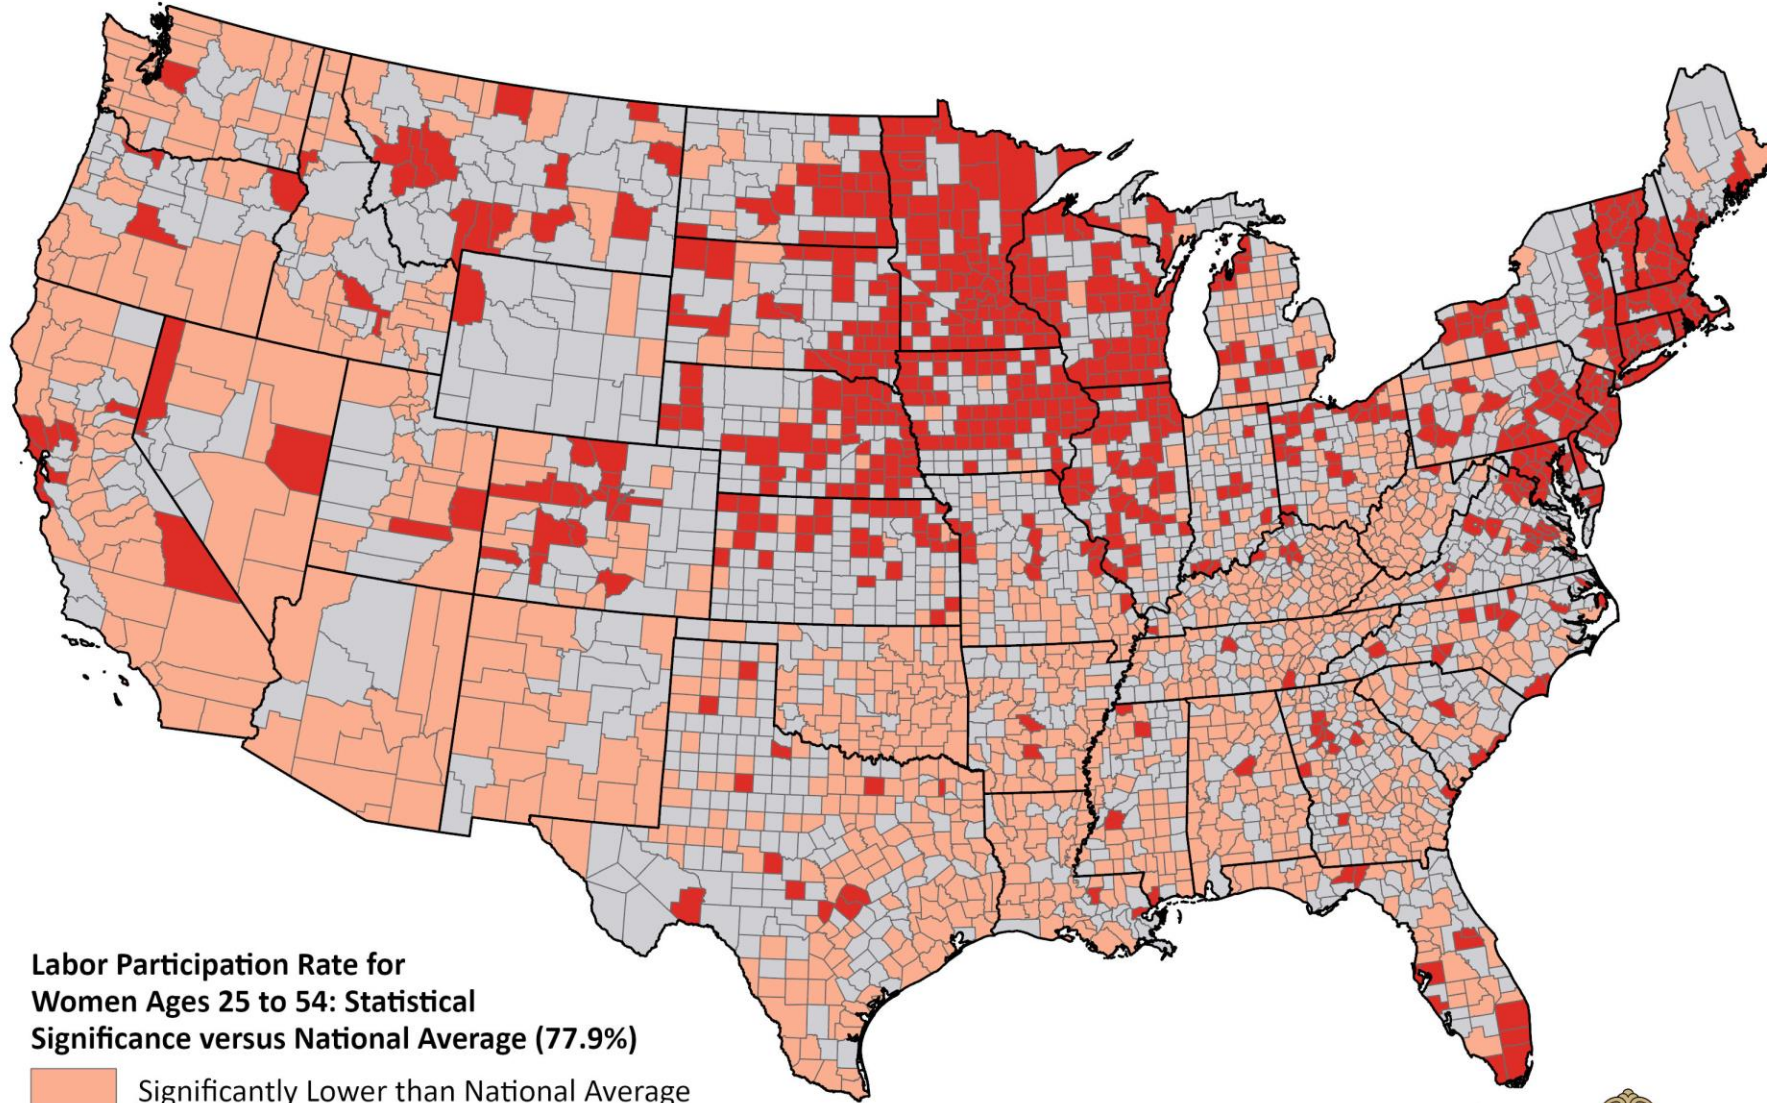 Labor Participation Rate for
Women Ages 25 to 54: Statistical
Significance versus National Average (77.9%)
Significantly Lower than National Average